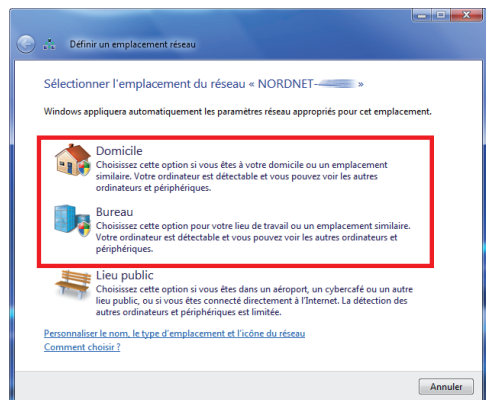 Définir un emplacement réseau
Sélectionner l'emplacement du réseau « NORDNET- »
Windows appliquera automatiquement les paramètres réseau appropriés pour cet emplacement.
Domicile
Choisissez cette option si vous êtes à votre domicile ou un emplacement
similaire. Votre ordinateur est détectable et vous pouvez voir les autres
ordinateurs et périphériques.
Bureau
Choisissez cette option pour votre lieu de travail ou un emplacement similaire.
Votre ordinateur est détectable et vous pouvez voir les autres ordinateurs et
périphériques.
Lieu public
Choisissez cette option si vous êtes dans un aéroport, un cybercafé ou un autre
lieu public, ou si vous êtes connecté directement à l'Internet. La détection des
autres ordinateurs et périphériques est limitée.
Personnaliser le nom, le type d'emplacement et l'icône du réseau
Comment choisir ?
Annuler